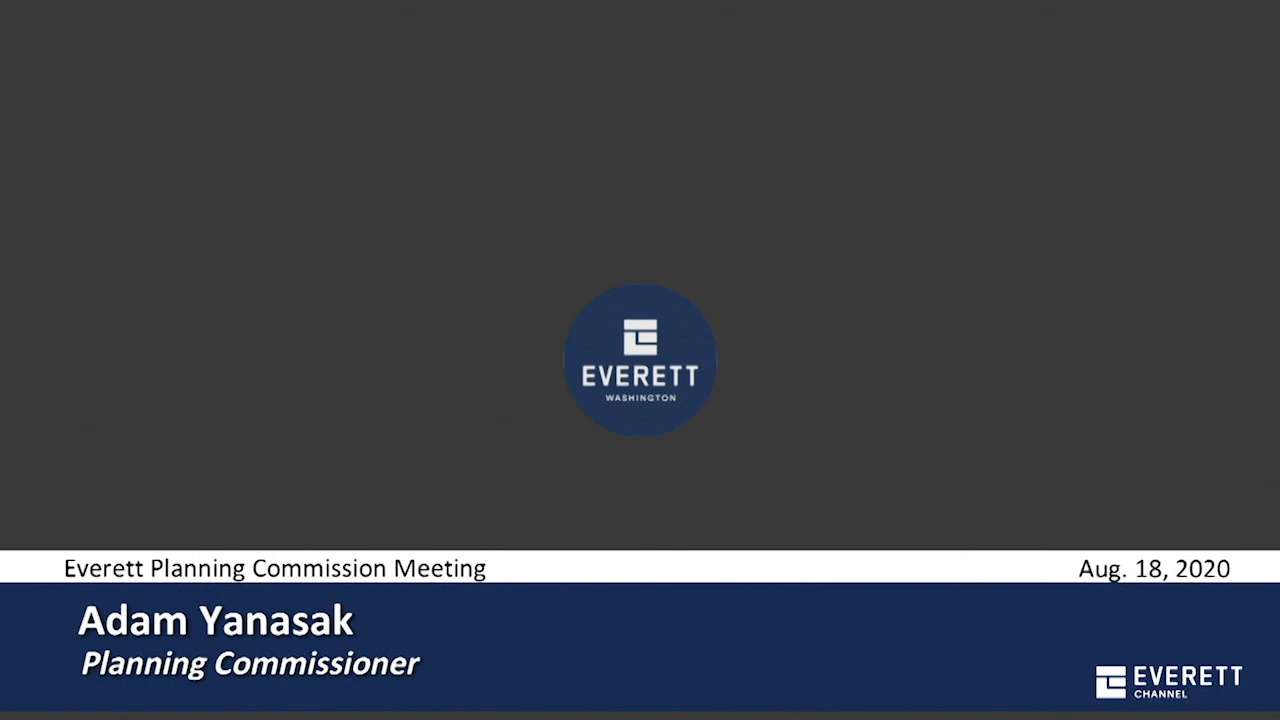 EVERETT
WASHINGTON
Everett Planning Commission Meeting
Aug. 18, 2020
Adam Yanasak
Planning Commissioner
EVERETT
CHANNEL